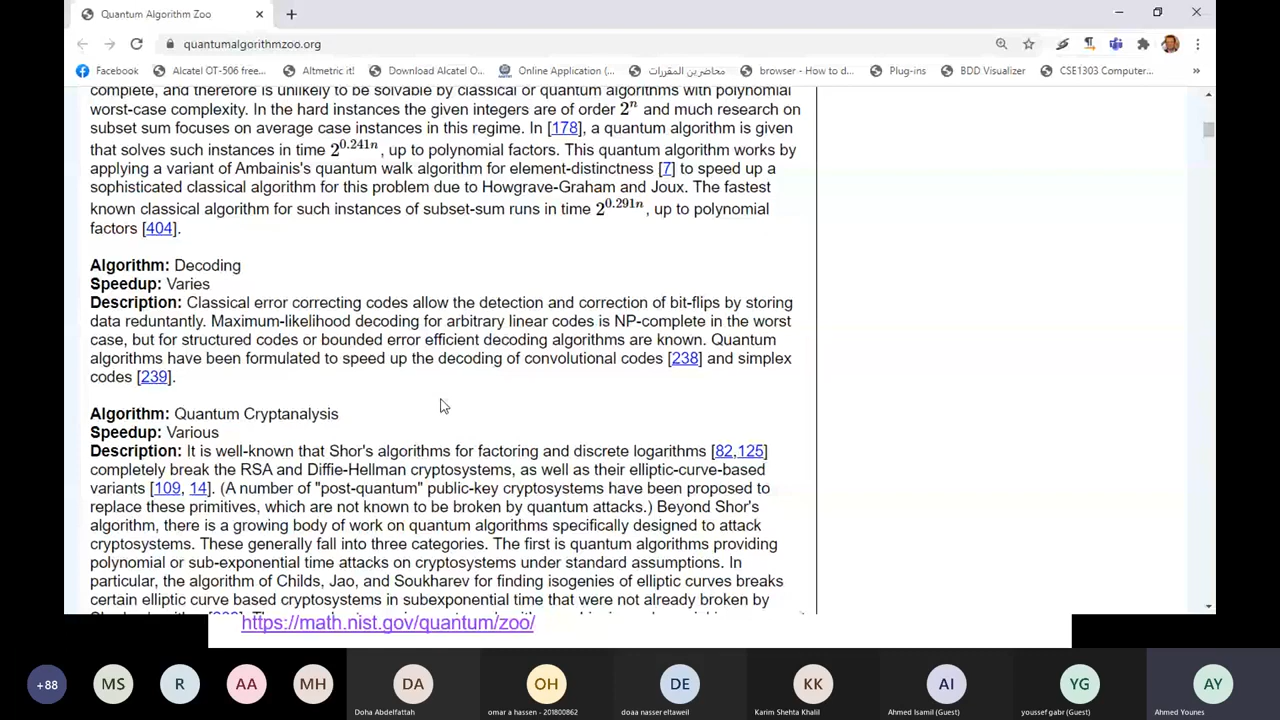 Quantum Algorithm Zoo
quantumalgorithmzoo.org
Facebook
Alcatel OT-506 free...
Altmetric it!
Download Alcatel O...
Online Application (...
محاضرين المقررات
browser - How to d...
Plug-ins
BDD Visualizer
CSE1303 Computer...
»
complete, and therefore is unlikely to be solvable by classical or quantum algorithms with polynomial
worst-case complexity. In the hard instances the given integers are of order 2^n and much research on
subset sum focuses on average case instances in this regime. In [178], a quantum algorithm is given
that solves such instances in time 2^0.241n, up to polynomial factors. This quantum algorithm works by
applying a variant of Ambainis's quantum walk algorithm for element-distinctness [7] to speed up a
sophisticated classical algorithm for this problem due to Howgrave-Graham and Joux. The fastest
known classical algorithm for such instances of subset-sum runs in time 2^0.291n, up to polynomial
factors [404].
Algorithm: Decoding
Speedup: Varies
Description: Classical error correcting codes allow the detection and correction of bit-flips by storing
data reduntantly. Maximum-likelihood decoding for arbitrary linear codes is NP-complete in the worst
case, but for structured codes or bounded error efficient decoding algorithms are known. Quantum
algorithms have been formulated to speed up the decoding of convolutional codes [238] and simplex
codes [239].
Algorithm: Quantum Cryptanalysis
Speedup: Various
Description: It is well-known that Shor's algorithms for factoring and discrete logarithms [82,125]
completely break the RSA and Diffie-Hellman cryptosystems, as well as their elliptic-curve-based
variants [109, 14]. (A number of "post-quantum" public-key cryptosystems have been proposed to
replace these primitives, which are not known to be broken by quantum attacks.) Beyond Shor's
algorithm, there is a growing body of work on quantum algorithms specifically designed to attack
cryptosystems. These generally fall into three categories. The first is quantum algorithms providing
polynomial or sub-exponential time attacks on cryptosystems under standard assumptions. In
particular, the algorithm of Childs, Jao, and Soukharev for finding isogenies of elliptic curves breaks
certain elliptic curve based cryptosystems in subexponential time that were not already broken by
https://math.nist.gov/quantum/zoo/
+88
MS
R
AA
MH
DA
OH
DE
KK
AI
YG
AY
Doha Abdelfattah
omar a hassen - 201800862
doaa nasser eltaweil
Karim Shehta Khalil
Ahmed Isamil (Guest)
youssef gabr (Guest)
Ahmed Younes